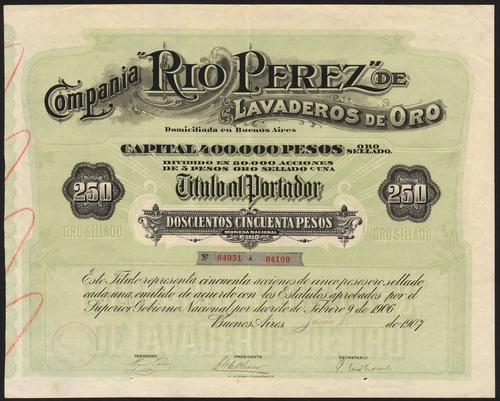 Compañia "RIO PEREZ" DE
LAVADEROS DE ORO
Domiciliada en Buenos Aires
CAPITAL 400.000 PESOS ORO SELLADO.
DIVIDIDO EN 80.000 ACCIONES
DE 5 PESOS ORO SELLADO C/UNA
Titulo al Portador
250 DOSCIENTOS CINCUENTA PESOS 250
MONEDA NACIONAL
ORO
ORO SELLADO ORO SELLADO
Nº 04051 A 04100
Este Título representa cincuenta acciones de cinco pesos oro sellado
cada una emitido de acuerdo con los Estatutos aprobados por el
Superior Gobierno Nacional por decreto de Febrero 9 de 1906
Buenos Aires Junio 1º de 1907
DE LAVADEROS DE ORO
TESORERO PRESIDENTE SECRETARIO